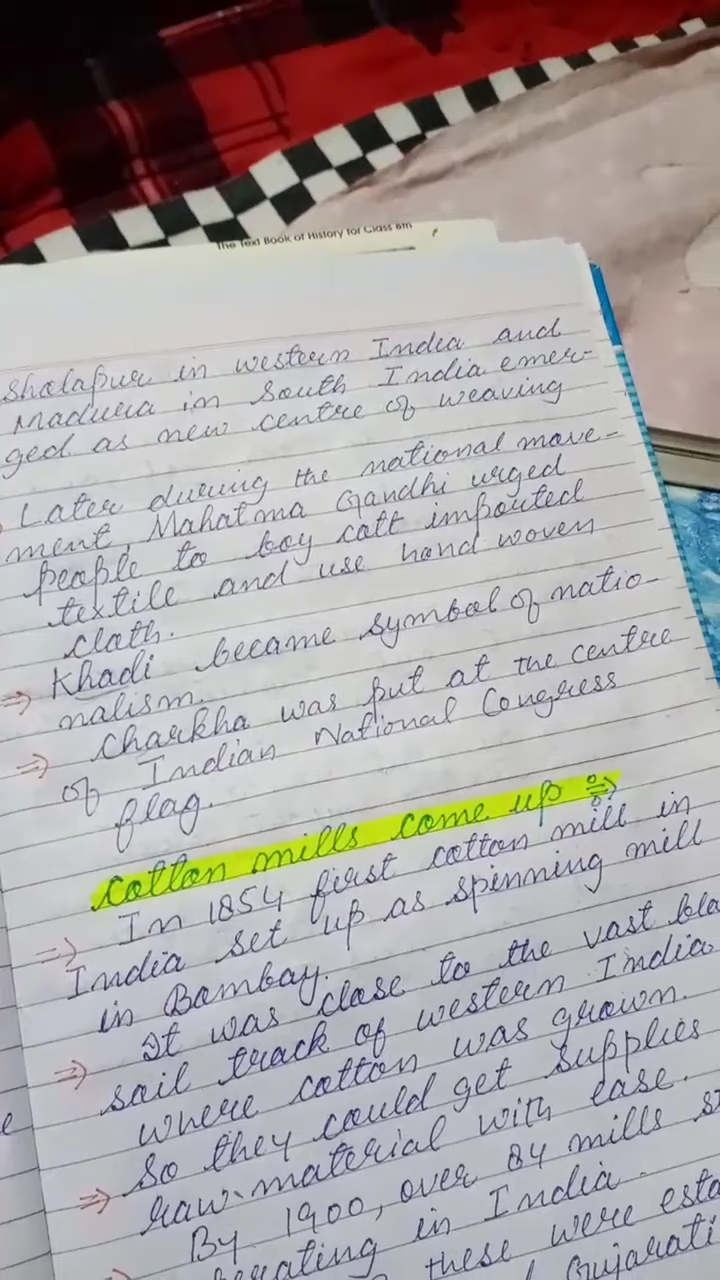 The Text Book of History for Class 8th
Sholapur in western India and
Madura in South India emer-
ged as new centre of weaving
Later during the national move-
ment, Mahatma Gandhi urged
people to boycatt imported
textile and use hand woven
cloth.
⇒ Khadi became symbol of natio-
nalism.
⇒ Charkha was put at the centre
of Indian National Congress
flag.
Cotton mills come up
⇒ In 1854 first cotton mill in
India set up as spinning mill
in Bombay.
⇒ It was close to the vast bla
soil track of western India
where cotton was grown.
So they could get supplies
raw-material with ease.
⇒ By 1900, over 84 mills
in India.
these were esta
Gujarati